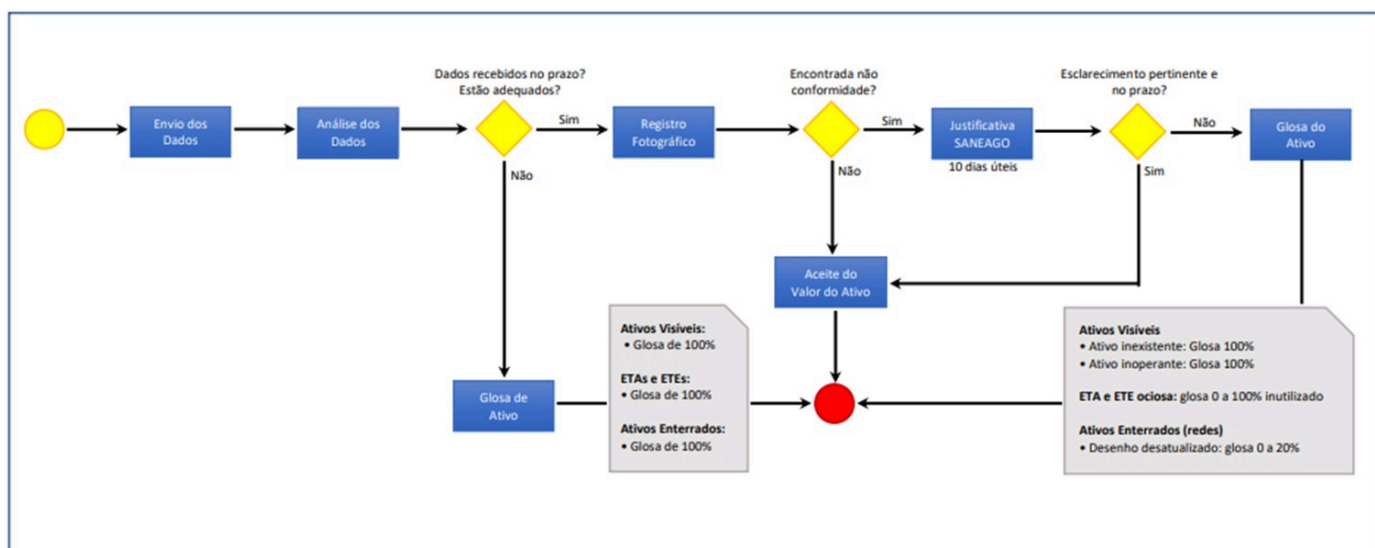 Dados recebidos no prazo?
Estão adequados?
Encontrada não
conformidade?
Esclarecimento pertinente e
no prazo?
Envio dos
Dados
Análise dos
Dados
Sim
Registro
Fotográfico
Sim
Justificativa
SANEAGO
10 dias úteis
Não
Glosa do
Ativo
Não
Não
Sim
Aceite do
Valor do Ativo
Glosa de
Ativo
Ativos Visíveis:
• Glosa de 100%
ETAs e ETEs:
• Glosa de 100%
Ativos Enterrados:
• Glosa de 100%
Ativos Visíveis
• Ativo inexistente: Glosa 100%
• Ativo inoperante: Glosa 100%
ETA e ETE ociosa: glosa 0 a 100% inutilizado
Ativos Enterrados (redes)
• Desenho desatualizado: glosa 0 a 20%